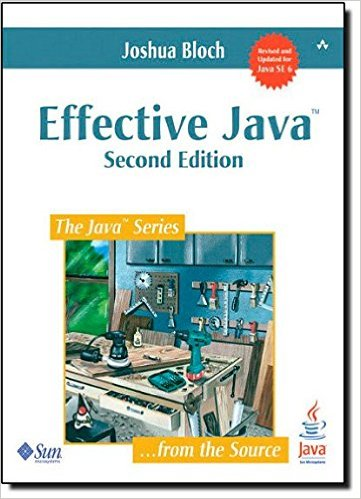 Joshua Bloch
Revised and
Updated for
Java SE 6
Effective Java™
Second Edition
The Java™ Series
...from the Source
Sun
microsystems
Java
Sun Microsystems